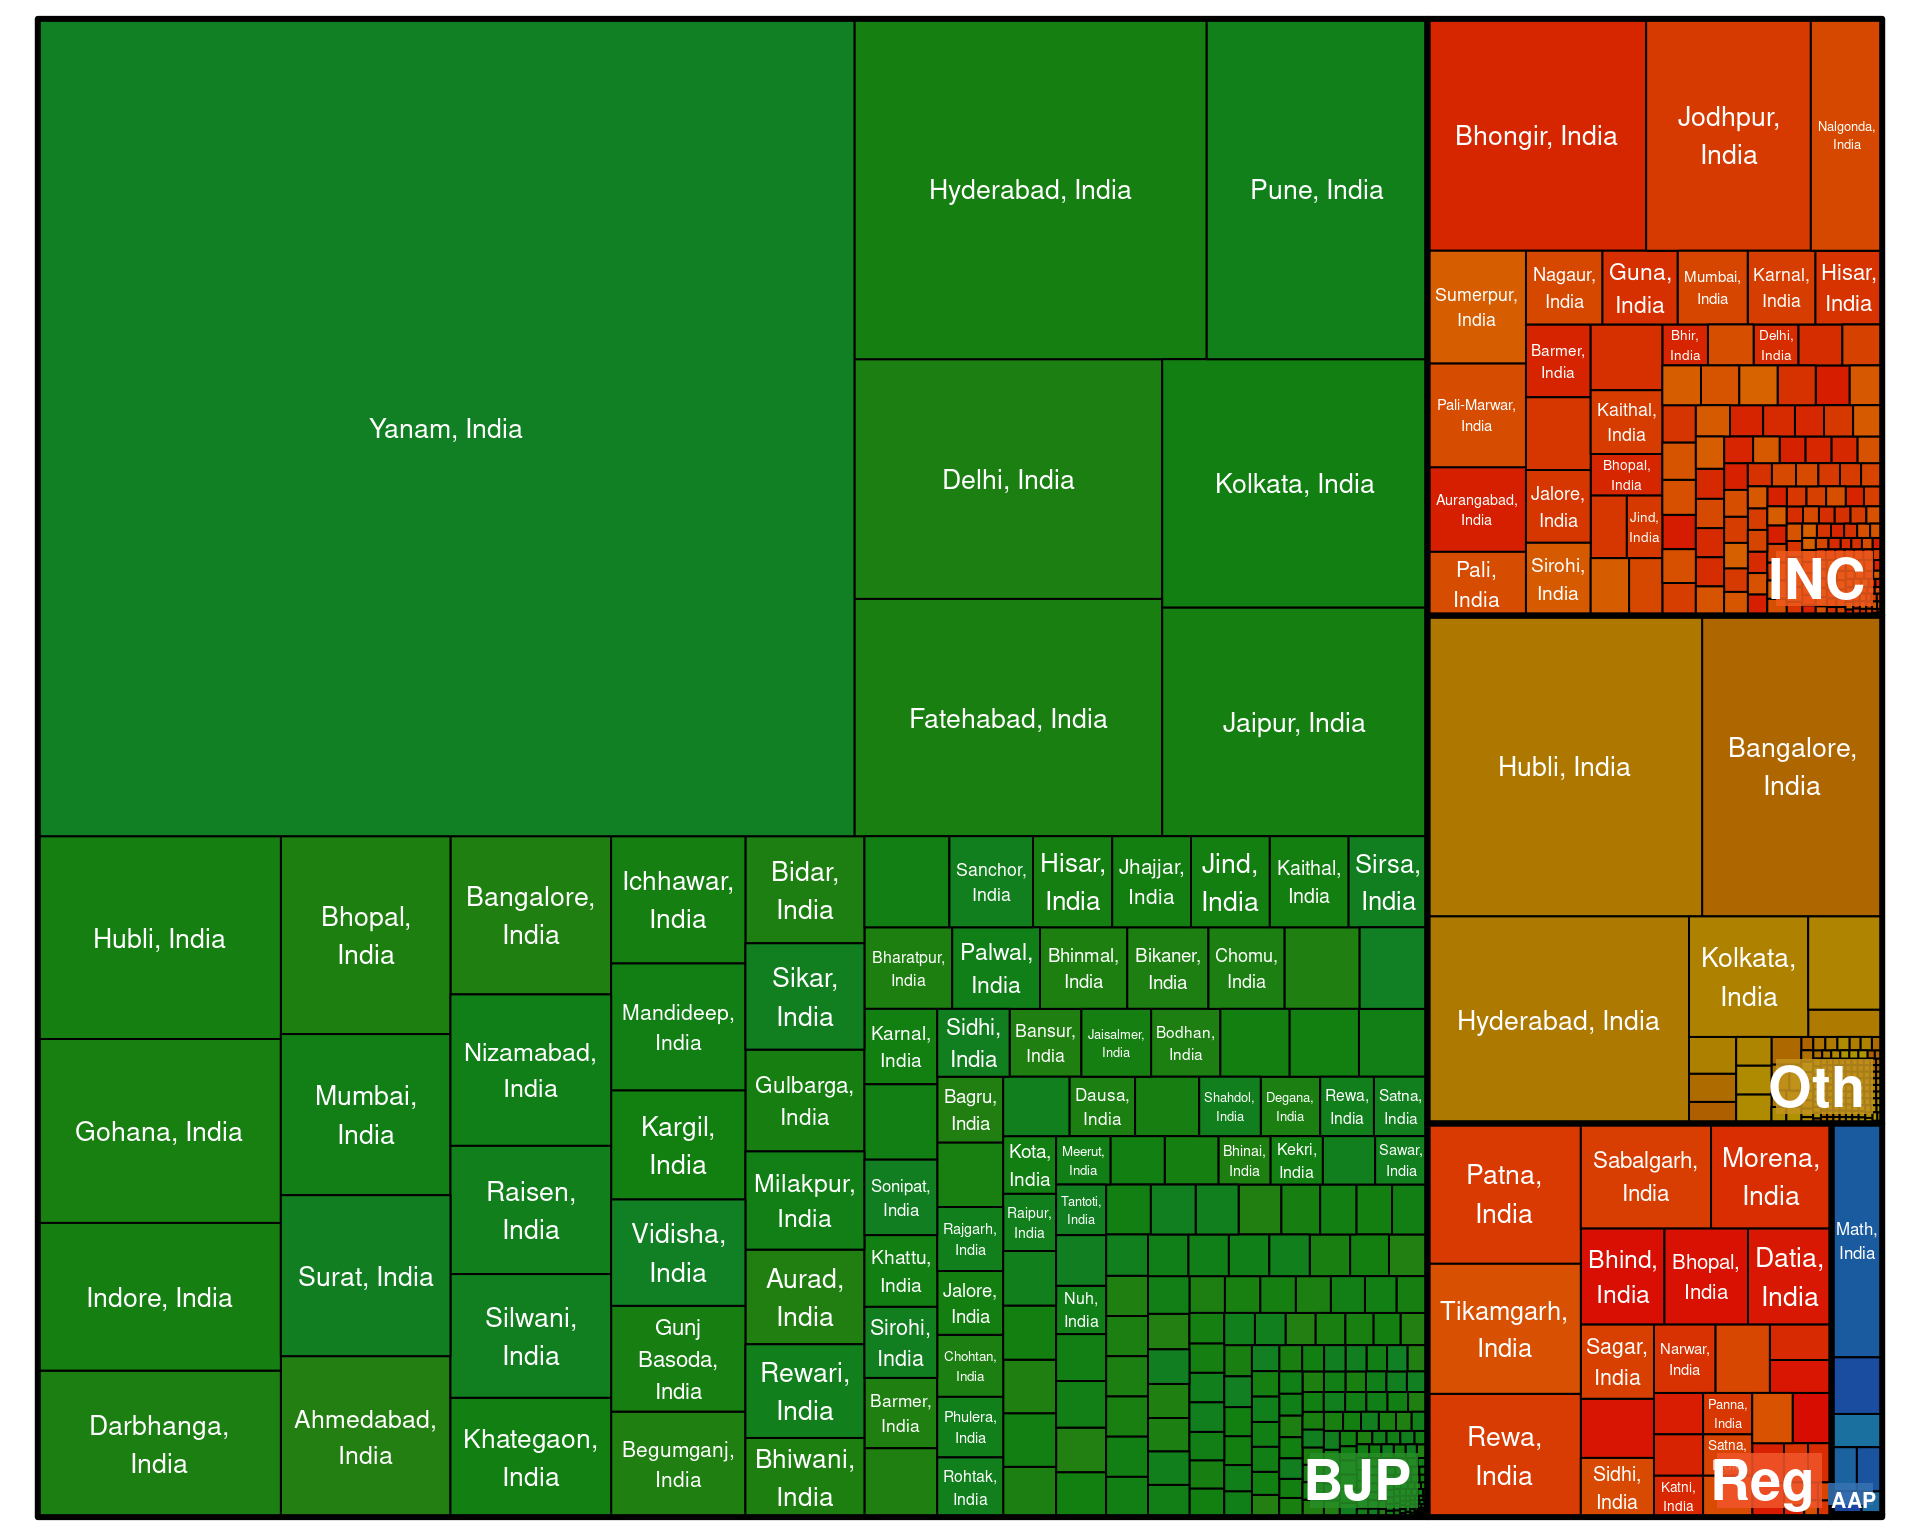 Yanam, India
Hyderabad, India
Pune, India
Delhi, India
Kolkata, India
Fatehabad, India
Jaipur, India
Hubli, India
Gohana, India
Indore, India
Darbhanga,
India
Bhopal,
India
Mumbai,
India
Surat, India
Ahmedabad,
India
Bangalore,
India
Nizamabad,
India
Raisen,
India
Silwani,
India
Khategaon,
India
Ichhawar,
India
Mandideep,
India
Kargil,
India
Vidisha,
India
Gunj
Basoda,
India
Begumganj,
India
Bidar,
India
Sikar,
India
Gulbarga,
India
Milakpur,
India
Aurad,
India
Rewari,
India
Bhiwani,
India
Sanchor,
India
Hisar,
India
Jhajjar,
India
Jind,
India
Kaithal,
India
Sirsa,
India
Bharatpur,
India
Palwal,
India
Bhinmal,
India
Bikaner,
India
Chomu,
India
Karnal,
India
Sidhi,
India
Bansur,
India
Jaisalmer,
India
Bodhan,
India
Bagru,
India
Dausa,
India
Shahdol,
India
Degana,
India
Rewa,
India
Satna,
India
Kota,
India
Meerut,
India
Bhinai,
India
Kekri,
India
Sawar,
India
Sonipat,
India
Rajgarh,
India
Raipur,
India
Tantoti,
India
Khattu,
India
Jalore,
India
Nuh,
India
Sirohi,
India
Chohtan,
India
Barmer,
India
Phulera,
India
Rohtak,
India
BJP
Bhongir, India
Jodhpur,
India
Nalgonda,
India
Sumerpur,
India
Nagaur,
India
Guna,
India
Mumbai,
India
Karnal,
India
Hisar,
India
Pali-Marwar,
India
Barmer,
India
Bhir,
India
Delhi,
India
Kaithal,
India
Bhopal,
India
Aurangabad,
India
Jalore,
India
Jind,
India
Pali,
India
Sirohi,
India
INC
Hubli, India
Bangalore,
India
Hyderabad, India
Kolkata,
India
Oth
Patna,
India
Sabalgarh,
India
Morena,
India
Tikamgarh,
India
Bhind,
India
Bhopal,
India
Datia,
India
Sagar,
India
Narwar,
India
Rewa,
India
Panna,
India
Satna,
Sidhi,
India
Katni,
India
Reg
Math,
India
AAP